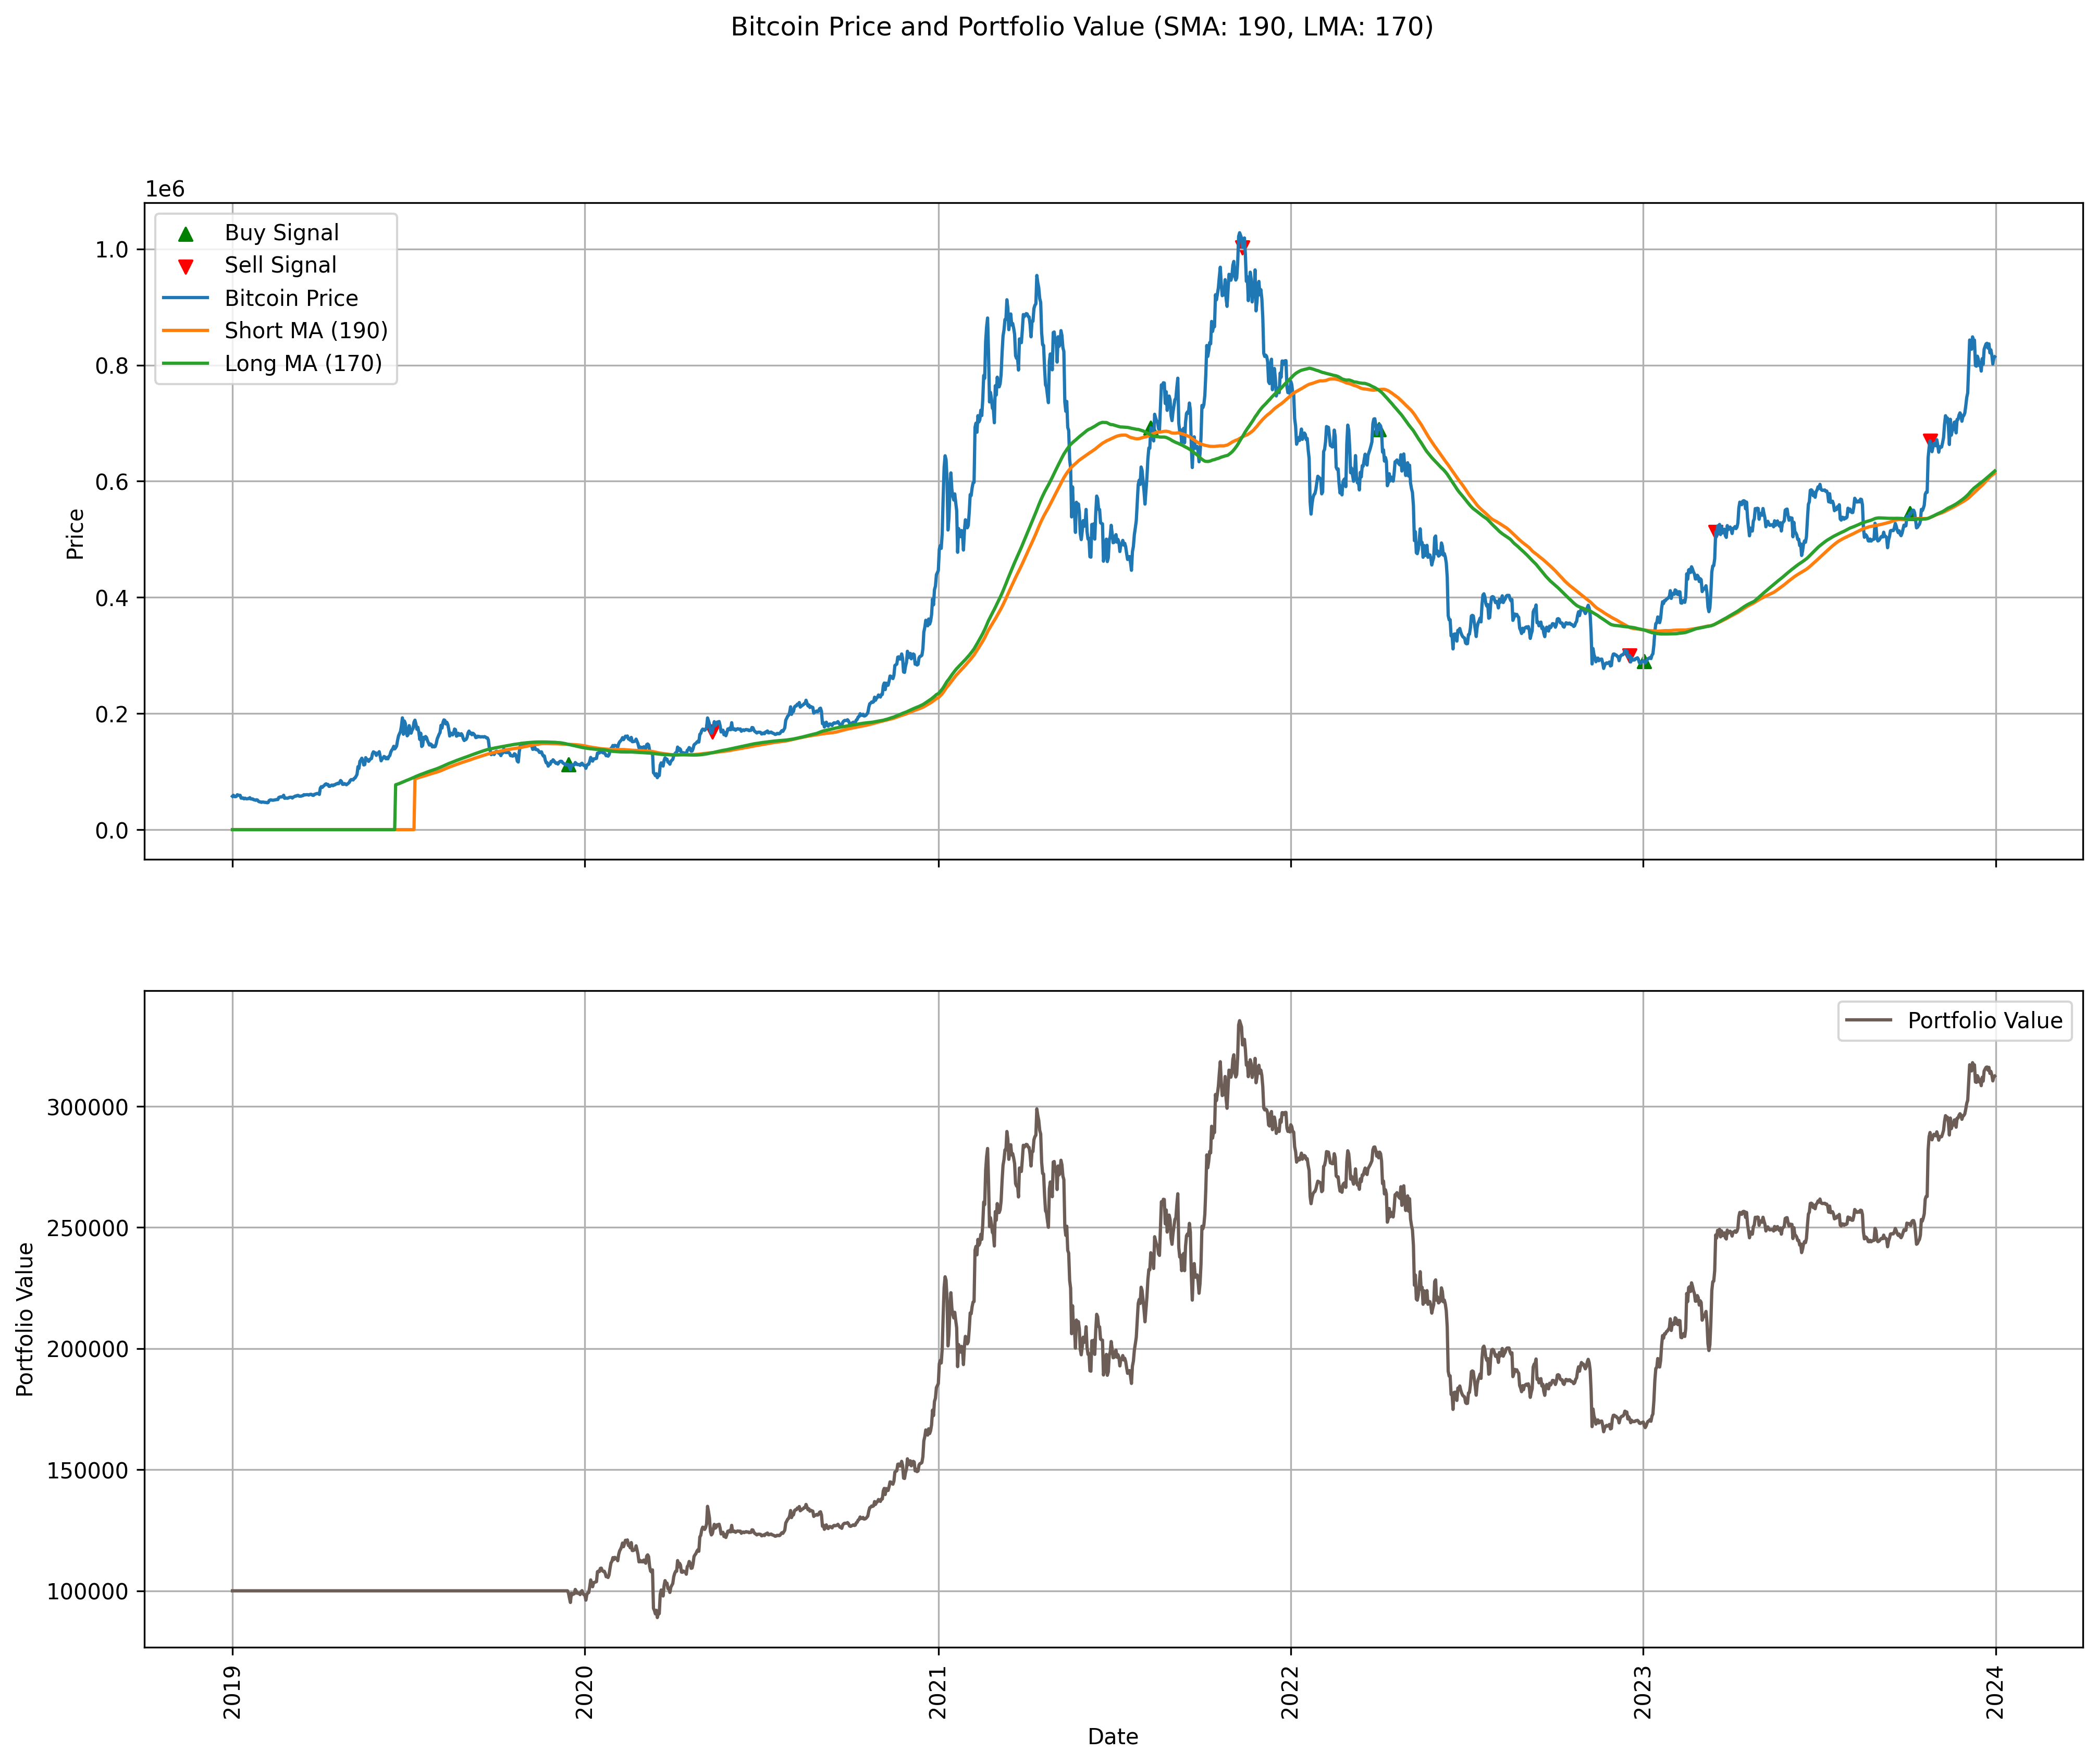 Bitcoin Price and Portfolio Value (SMA: 190, LMA: 170)
1e6
Buy Signal
Sell Signal
Bitcoin Price
Short MA (190)
Long MA (170)
1.0
0.8
0.6
0.4
0.2
0.0
Price
Portfolio Value
300000
250000
200000
150000
100000
Portfolio Value
2019
2020
2021
2022
2023
2024
Date